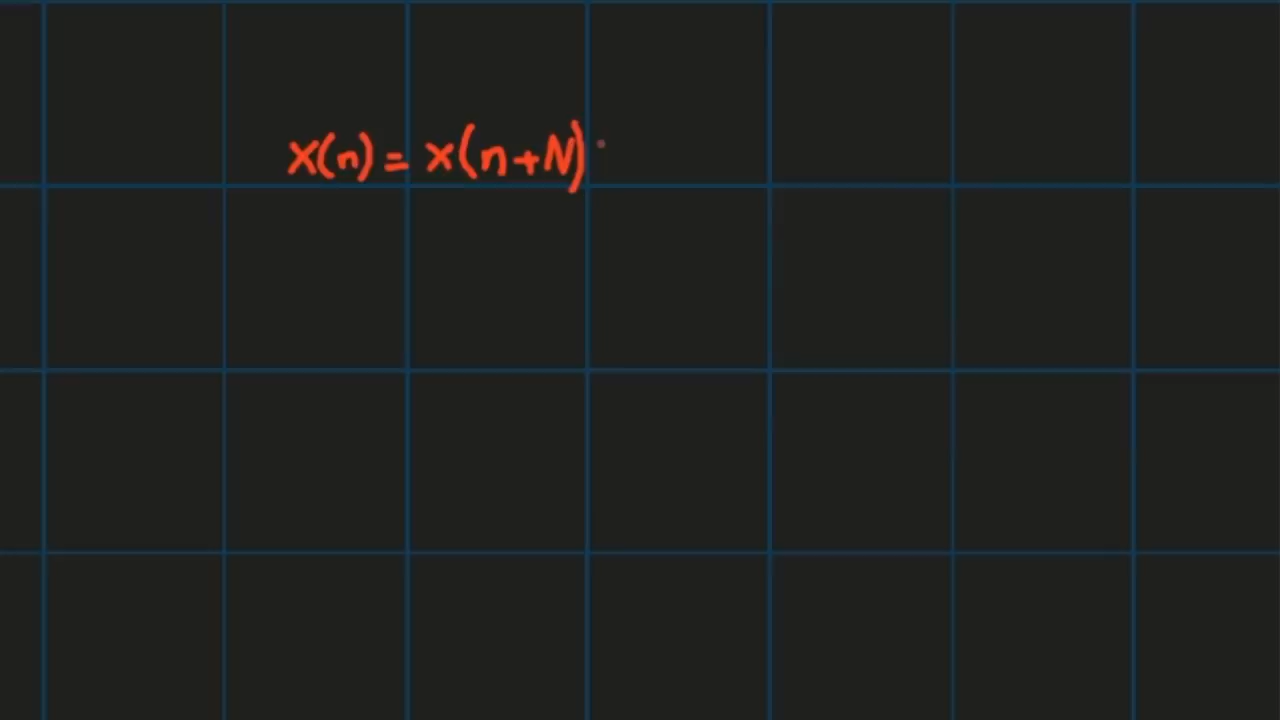 x(n) = x(n+N)